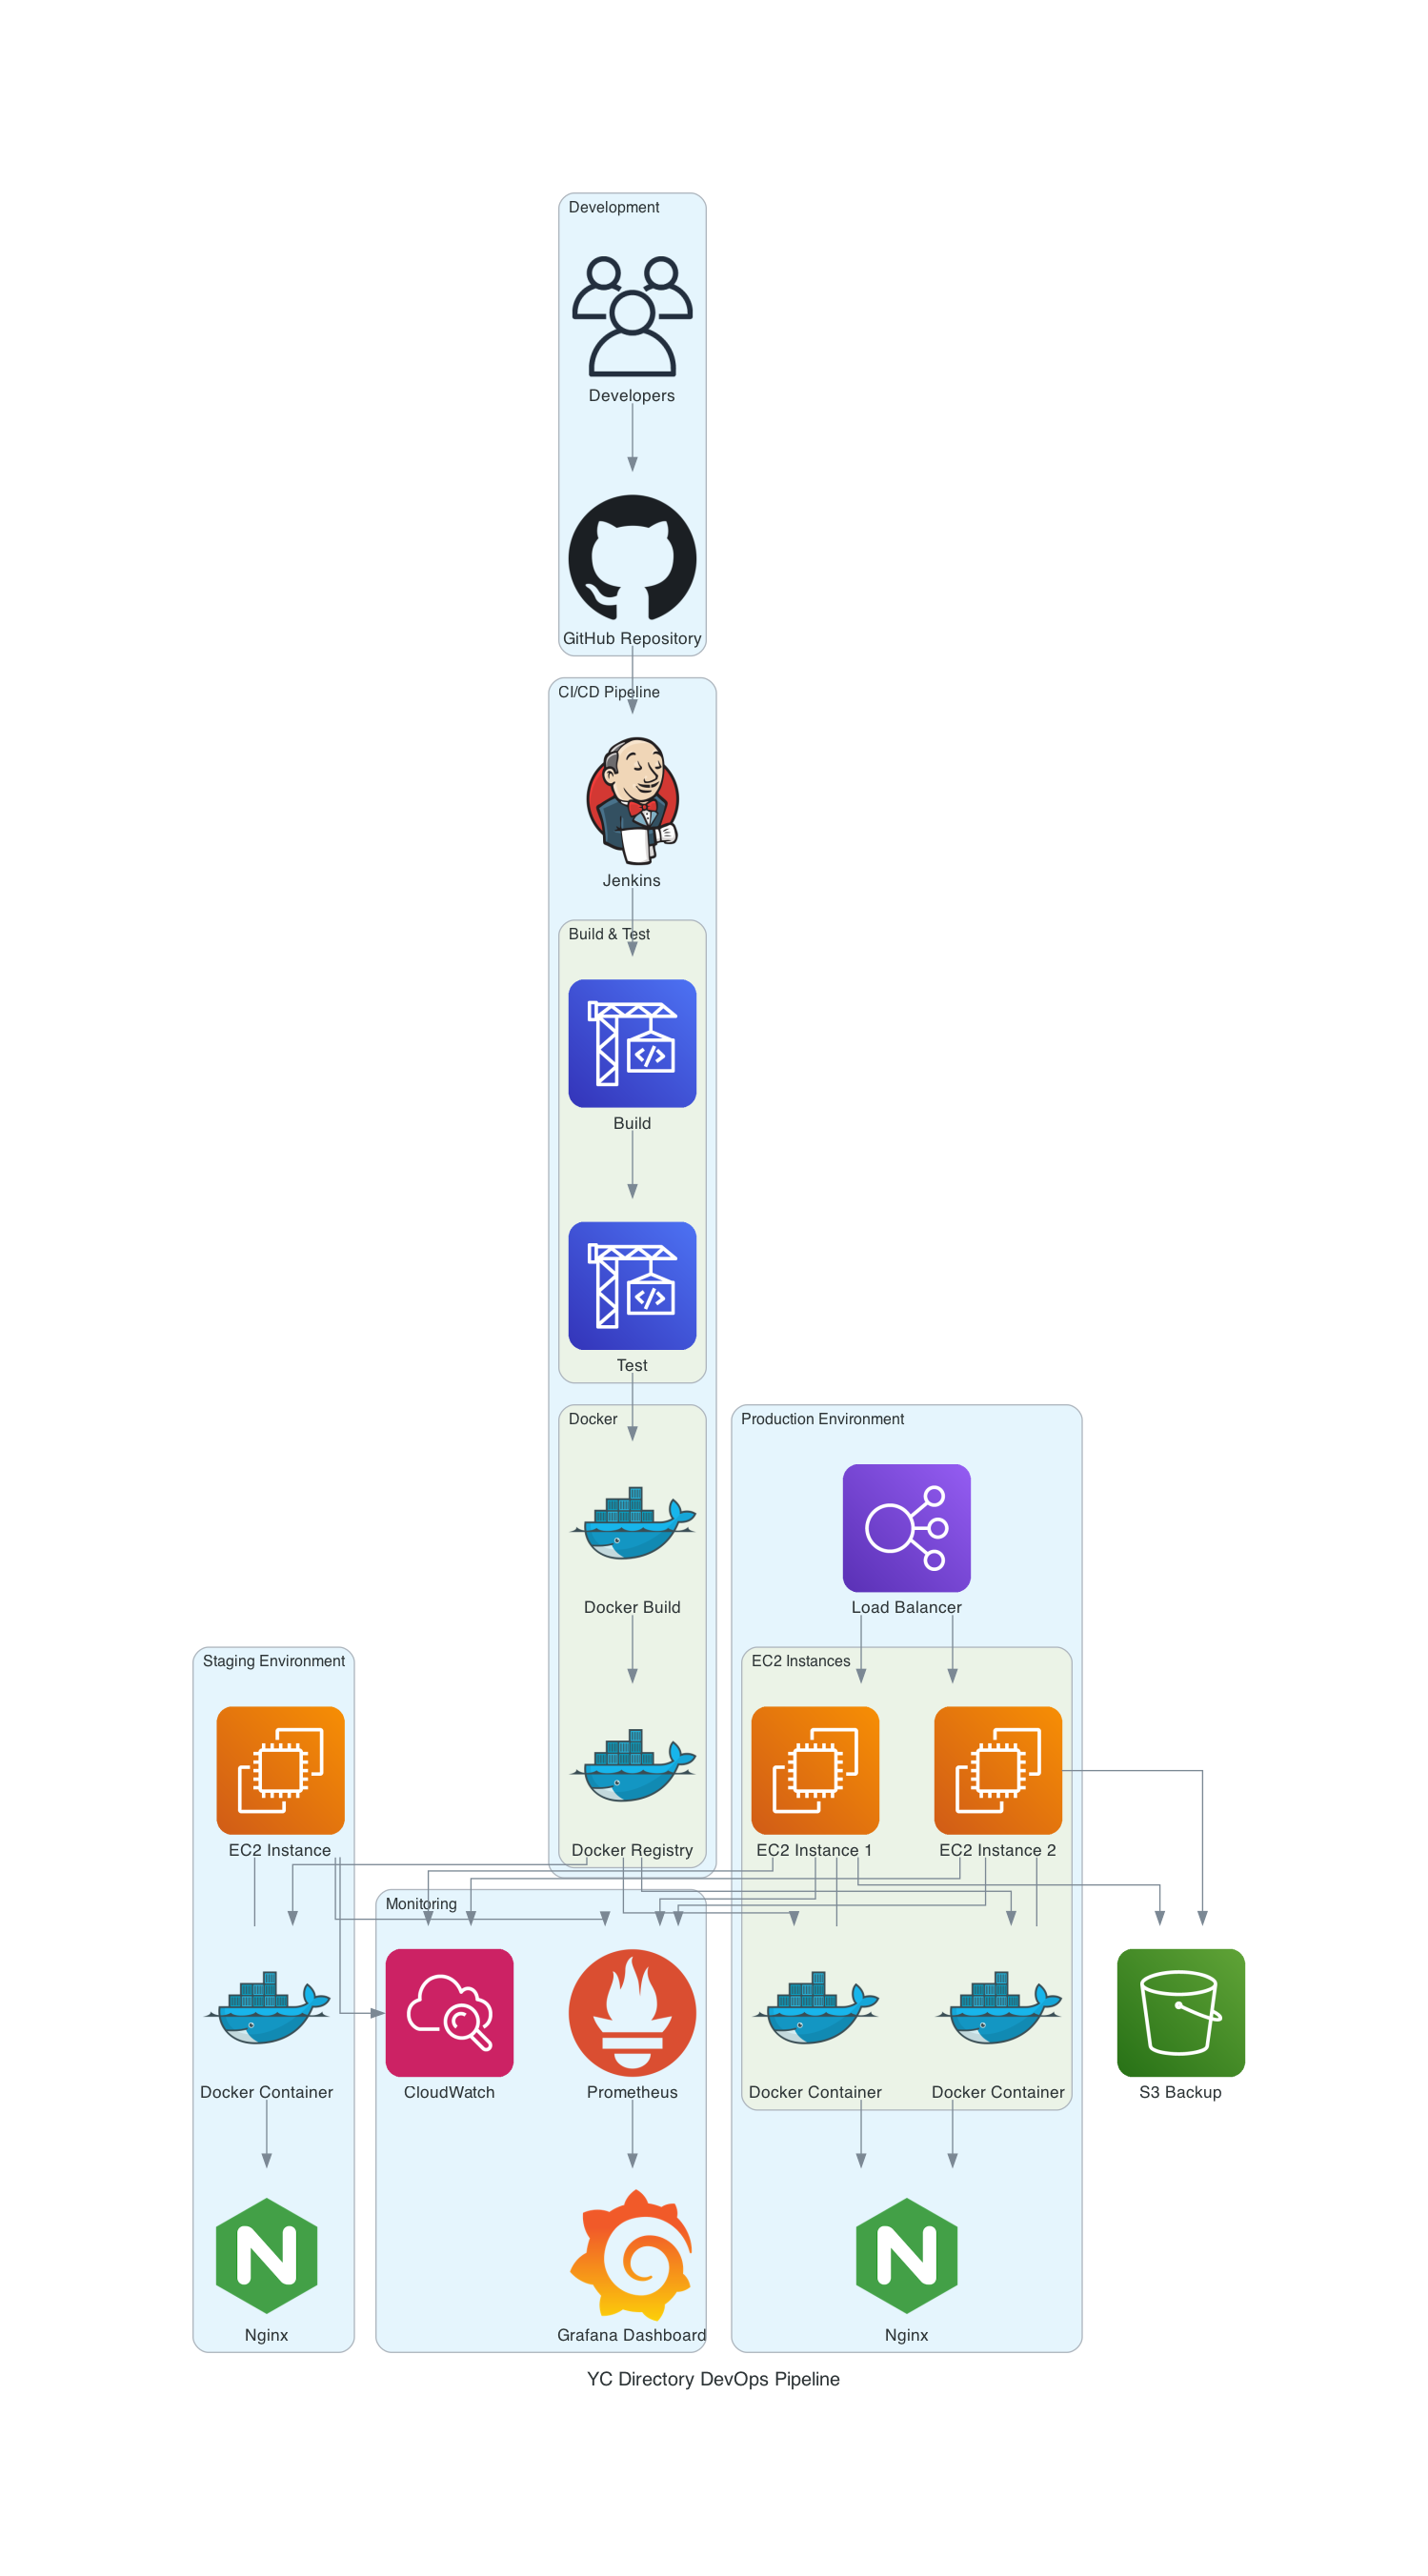 Development
Developers
GitHub Repository
CI/CD Pipeline
Jenkins
Build & Test
Build
Test
Docker
Docker Build
Docker Registry
Production Environment
Load Balancer
EC2 Instances
EC2 Instance 1
EC2 Instance 2
Staging Environment
EC2 Instance
Docker Container
Nginx
Monitoring
CloudWatch
Prometheus
Grafana Dashboard
Docker Container
Docker Container
Nginx
S3 Backup
YC Directory DevOps Pipeline